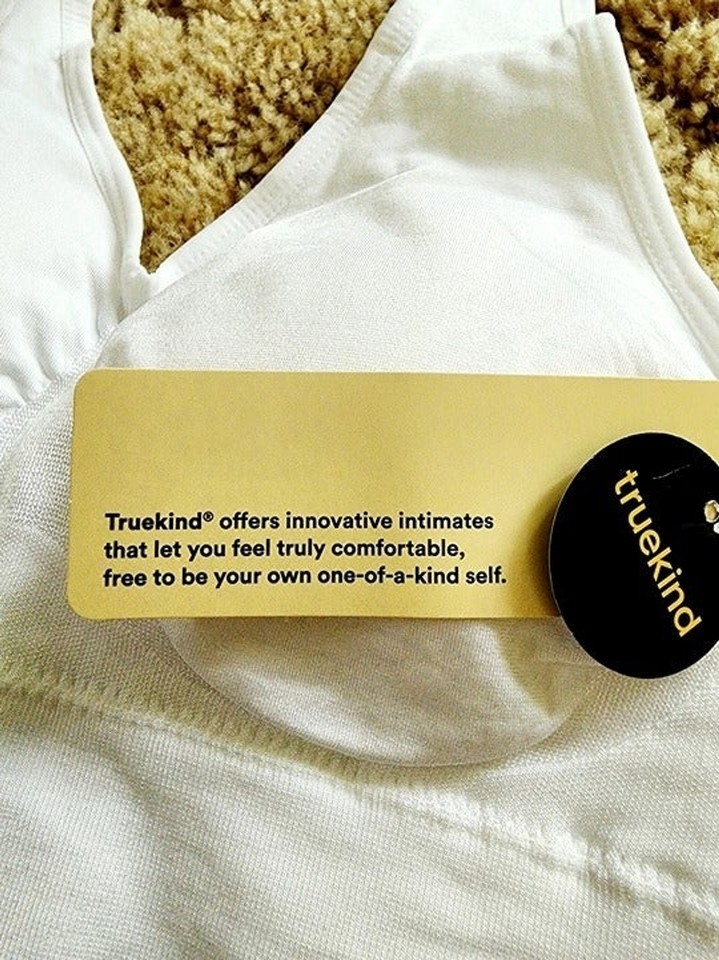 Truekind® offers innovative intimates
that let you feel truly comfortable,
free to be your own one-of-a-kind self.
truekind